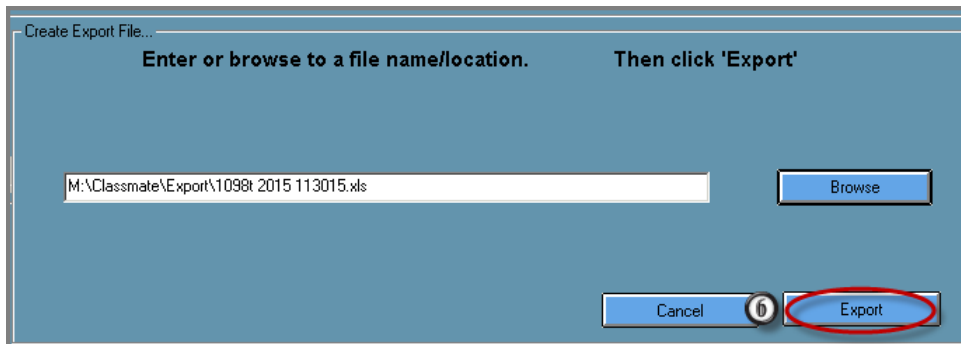 Create Export File...
Enter or browse to a file name/location. Then click 'Export'
M:\Classmate\Export\1098t 2015 113015.xls
Browse
Cancel 6 Export